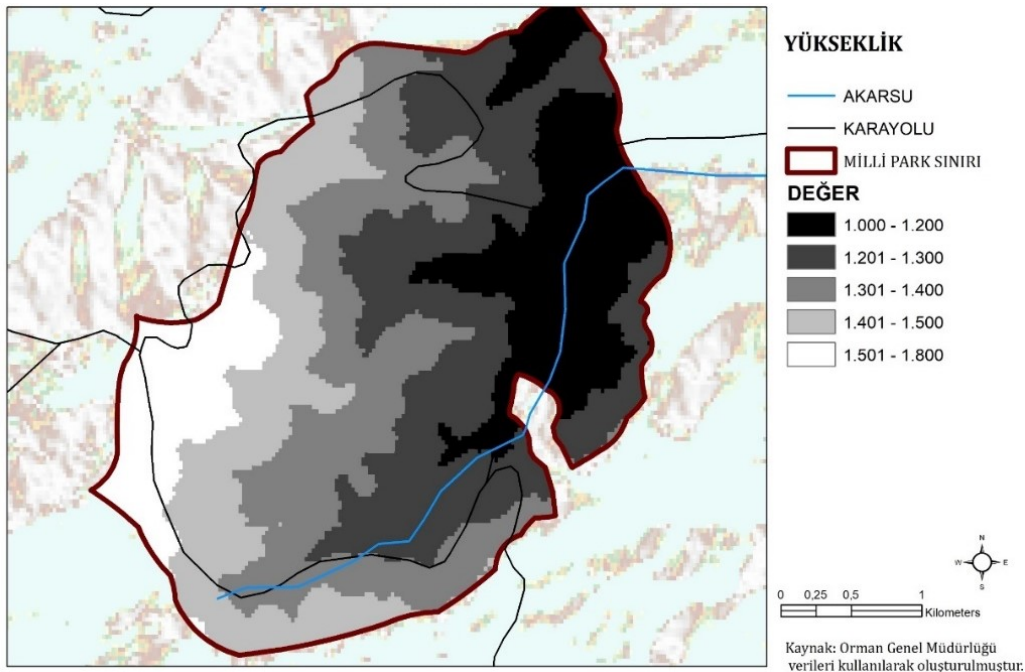 YÜKSEKLİK
AKARSU
KARAYOLU
MİLLİ PARK SINIRI
DEĞER
1.000 - 1.200
1.201 - 1.300
1.301 - 1.400
1.401 - 1.500
1.501 - 1.800
N
W E
S
0 0,25 0,5 1
Kilometers
Kaynak: Orman Genel Müdürlüğü
verileri kullanılarak oluşturulmuştur.